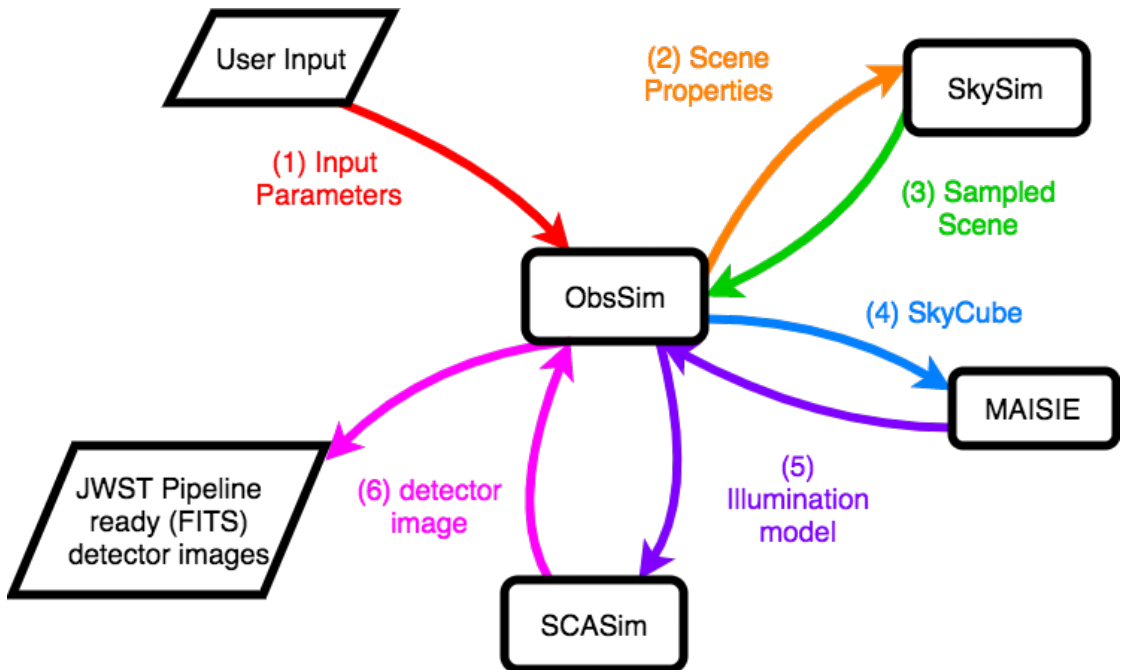 User Input
(1) Input
Parameters
(2) Scene
Properties
SkySim
(3) Sampled
Scene
ObsSim
(4) SkyCube
MAISIE
(5)
Illumination
model
(6) detector
image
JWST Pipeline
ready (FITS)
detector images
SCASim